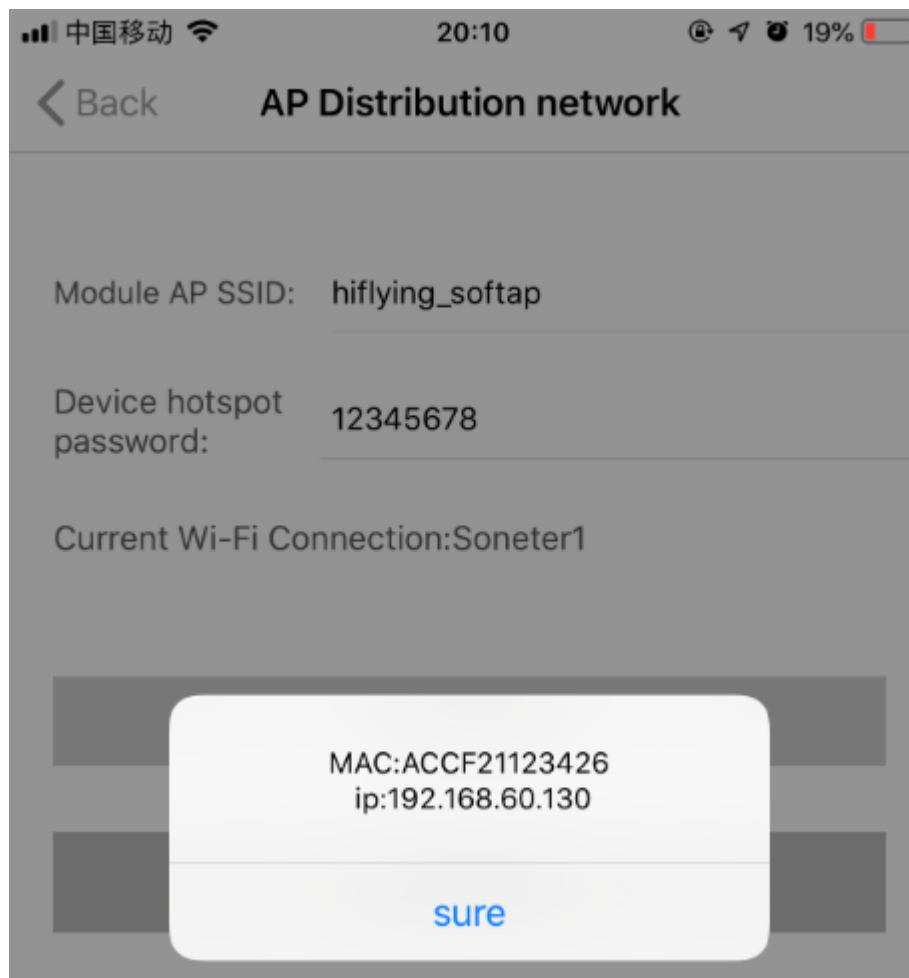 中国移动 20:10 19%
Back AP Distribution network
Module AP SSID: hiflying_softap
Device hotspot
password: 12345678
Current Wi-Fi Connection:Soneter1
MAC:ACCF21123426
ip:192.168.60.130
sure